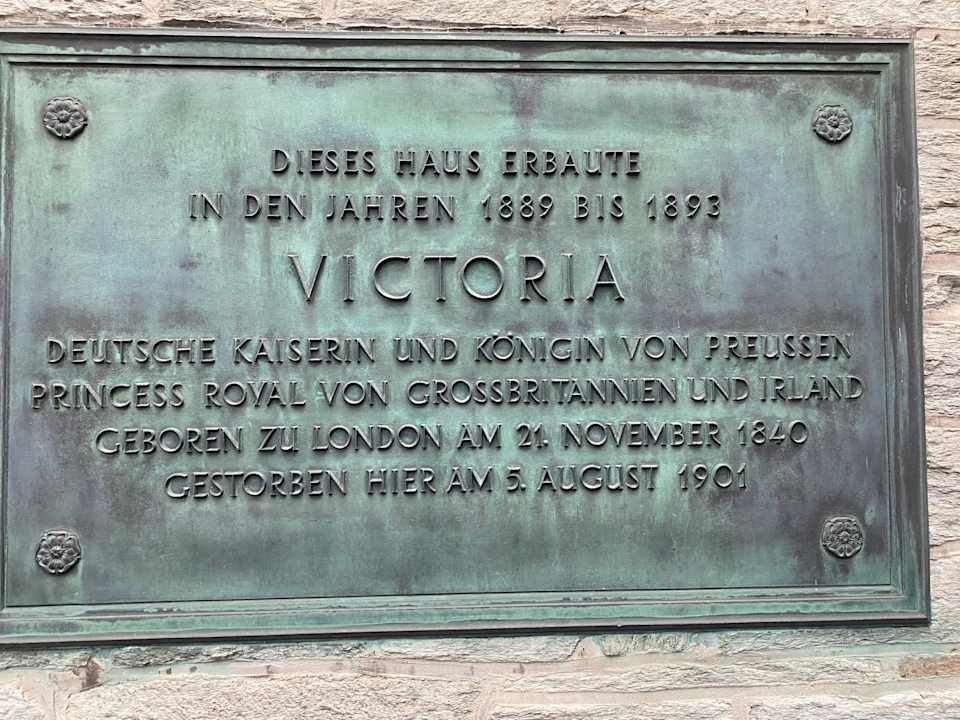 DIESES HAUS ERBAUTE
IN DEN JAHREN 1889 BIS 1893
VICTORIA
DEUTSCHE KAISERIN UND KÖNIGIN VON PREUSSEN
PRINCESS ROYAL VON GROSSBRITANNIEN UND IRLAND
GEBOREN ZU LONDON AM 21. NOVEMBER 1840
GESTORBEN HIER AM 5. AUGUST 1901